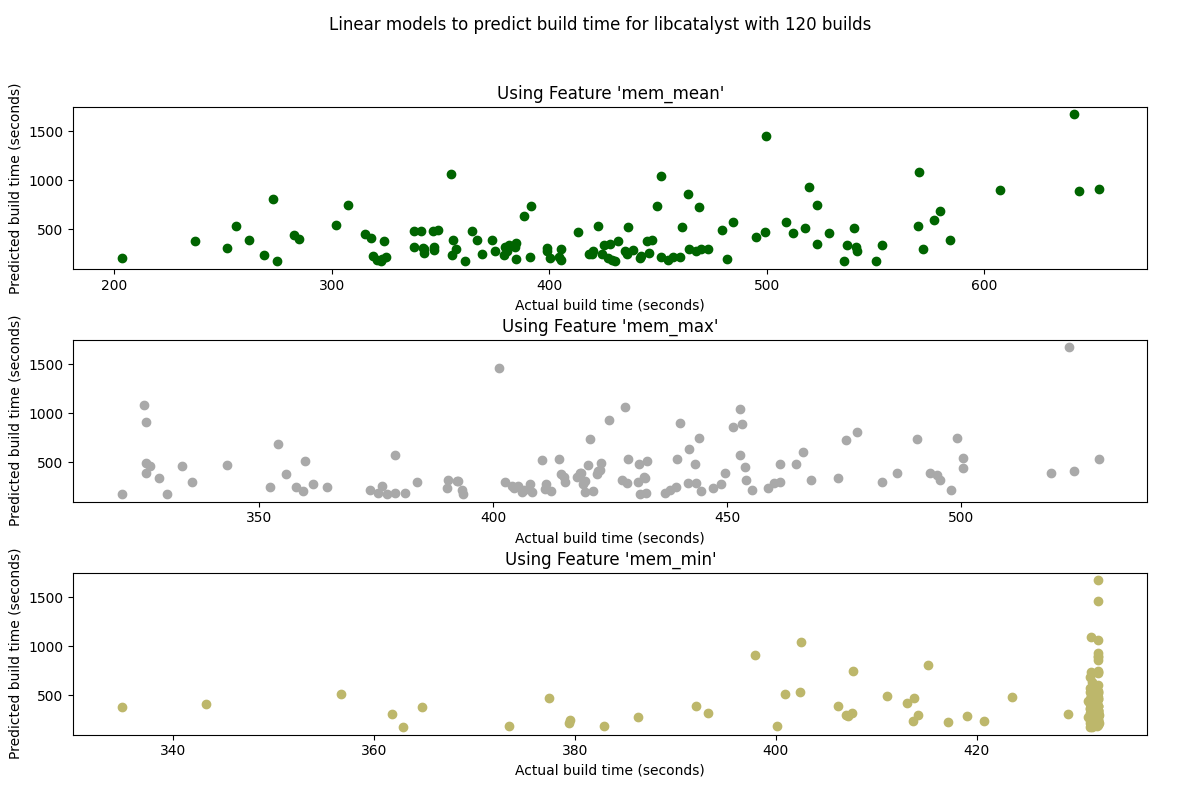 Linear models to predict build time for libcatalyst with 120 builds
Using Feature 'mem_mean'
Predicted build time (seconds)
1500
1000
500
200 300 400 500 600
Actual build time (seconds)
Using Feature 'mem_max'
Predicted build time (seconds)
1500
1000
500
350 400 450 500
Actual build time (seconds)
Using Feature 'mem_min'
Predicted build time (seconds)
1500
1000
500
340 360 380 400 420
Actual build time (seconds)